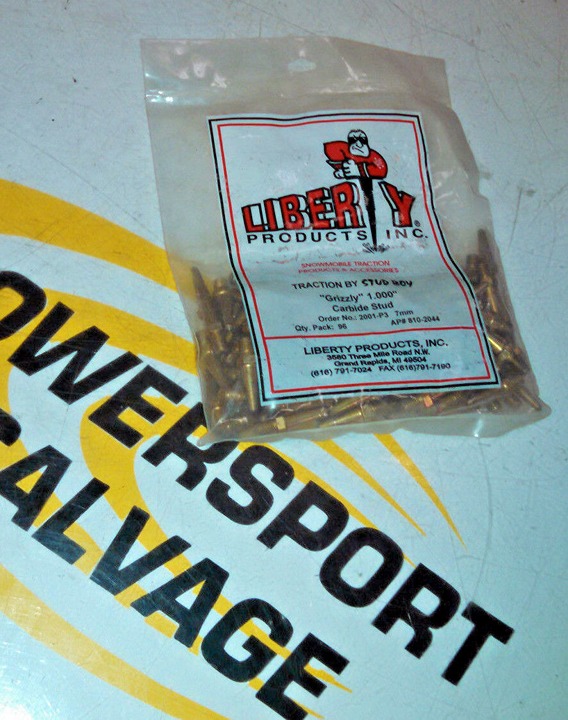 LIBERTY®
PRODUCTS INC.
SNOWMOBILE TRACTION
PRODUCTS & ACCESSORIES
TRACTION BY STUD BOY
"Grizzly" 1.000"
Carbide Stud
Order No.: 2001-P3 7mm
Qty. Pack: 96 AP# 810-2044
LIBERTY PRODUCTS, INC.
3580 Three Mile Road N.W.
Grand Rapids, MI 49504
(616) 791-7024 FAX (616)791-7190
OWERSPORT
ALVAGE